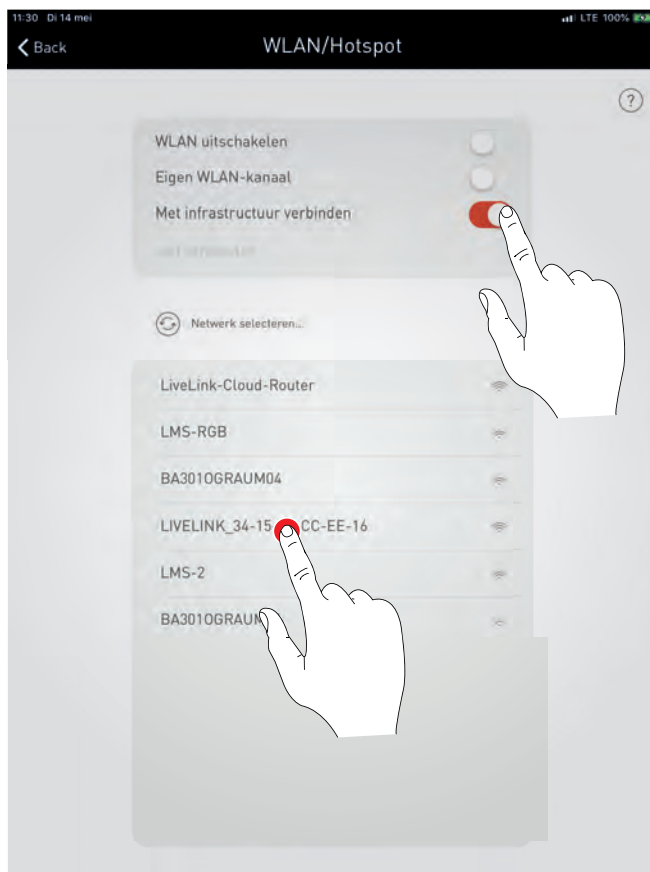 11:30 Di 14 mei
LTE 100%
Back
WLAN/Hotspot
?
WLAN uitschakelen
Eigen WLAN-kanaal
Met infrastructuur verbinden
Netwerk selecteren...
LiveLink-Cloud-Router
LMS-RGB
BA3010GRAUM04
LIVELINK_34-15 CC-EE-16
LMS-2